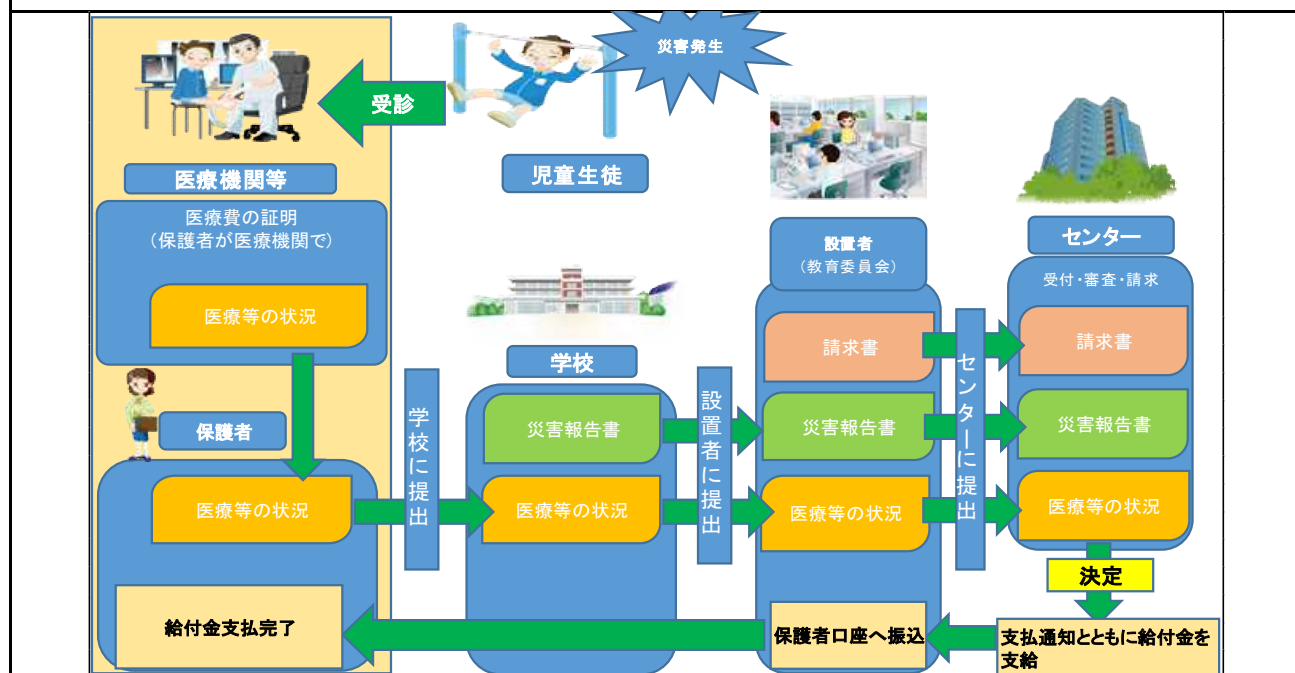 災害発生
受診
医療機関等
児童生徒
医療費の証明
(保護者が医療機関で)
医療等の状況
設置者
(教育委員会)
センター
受付・審査・請求
請求書
請求書
学校
保護者
災害報告書
災害報告書
災害報告書
医療等の状況
医療等の状況
医療等の状況
医療等の状況
学校に提出
設置者に提出
センターに提出
決定
給付金支払完了
保護者口座へ振込
支払通知とともに給付金を
支給